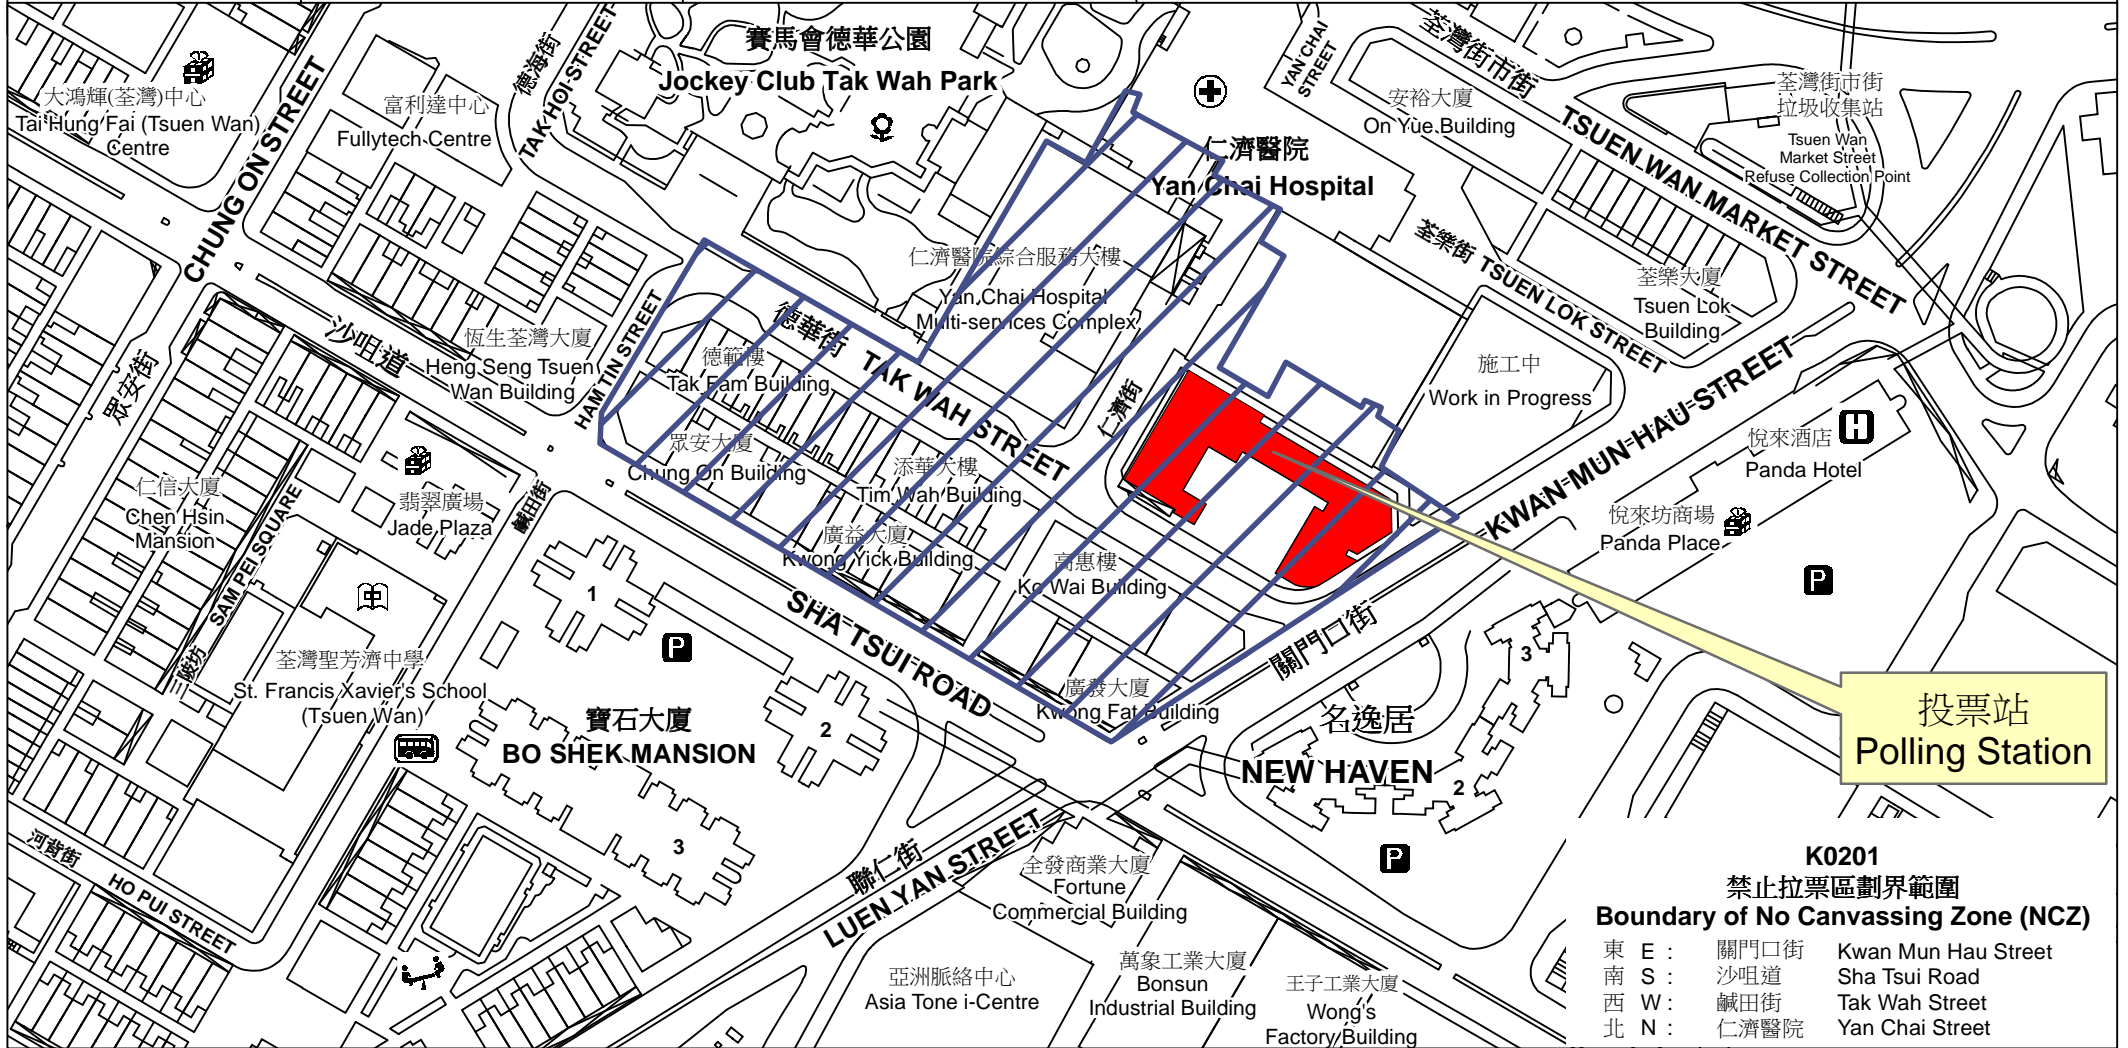 賽馬會德華公園
Jockey Club Tak Wah Park
大鴻輝(荃灣)中心
Tai Hung Fai (Tsuen Wan)
Centre
CHUNG ON STREET
眾安街
富利達中心
Fullytech Centre
德海街
TAK HOI STREET
仁濟醫院
Yan Chai Hospital
YAN CHAI
STREET
安裕大廈
On Yue Building
荃灣街市街
TSUEN WAN MARKET STREET
荃灣街市街
垃圾收集站
Tsuen Wan
Market Street
Refuse Collection Point
荃樂街 TSUEN LOK STREET
荃樂大廈
Tsuen Lok
Building
仁濟醫院綜合服務大樓
Yan Chai Hospital
Multi-services Complex
沙咀道
恆生荃灣大廈
Heng Seng Tsuen
Wan Building
HAM TIN STREET
鹹田街
德華街 TAK WAH STREET
德範樓
Tak Fam Building
眾安大廈
Chung On Building
添華大樓
Tim Wah Building
廣益大廈
Kwong Yick Building
高惠樓
Ko Wai Building
廣發大廈
Kwong Fat Building
仁濟街
施工中
Work in Progress
KWAN MUN HAU STREET
關門口街
悅來酒店
Panda Hotel
悅來坊商場
Panda Place
仁信大廈
Chen Hsin
Mansion
SAM PEI SQUARE
三陂坊
翡翠廣場
Jade Plaza
荃灣聖芳濟中學
St. Francis Xavier's School
(Tsuen Wan)
SHA TSUI ROAD
寶石大廈
BO SHEK MANSION
1
2
3
P
名逸居
NEW HAVEN
3
2
P
P
H
投票站
Polling Station
河背街
HO PUI STREET
聯仁街
LUEN YAN STREET
全發商業大廈
Fortune
Commercial Building
亞洲脈絡中心
Asia Tone i-Centre
萬象工業大廈
Bonsun
Industrial Building
王子工業大廈
Wong's
Factory Building
K0201
禁止拉票區劃界範圍
Boundary of No Canvassing Zone (NCZ)
東 E : 關門口街 Kwan Mun Hau Street
南 S : 沙咀道 Sha Tsui Road
西 W : 鹹田街 Tak Wah Street
北 N : 仁濟醫院 Yan Chai Street